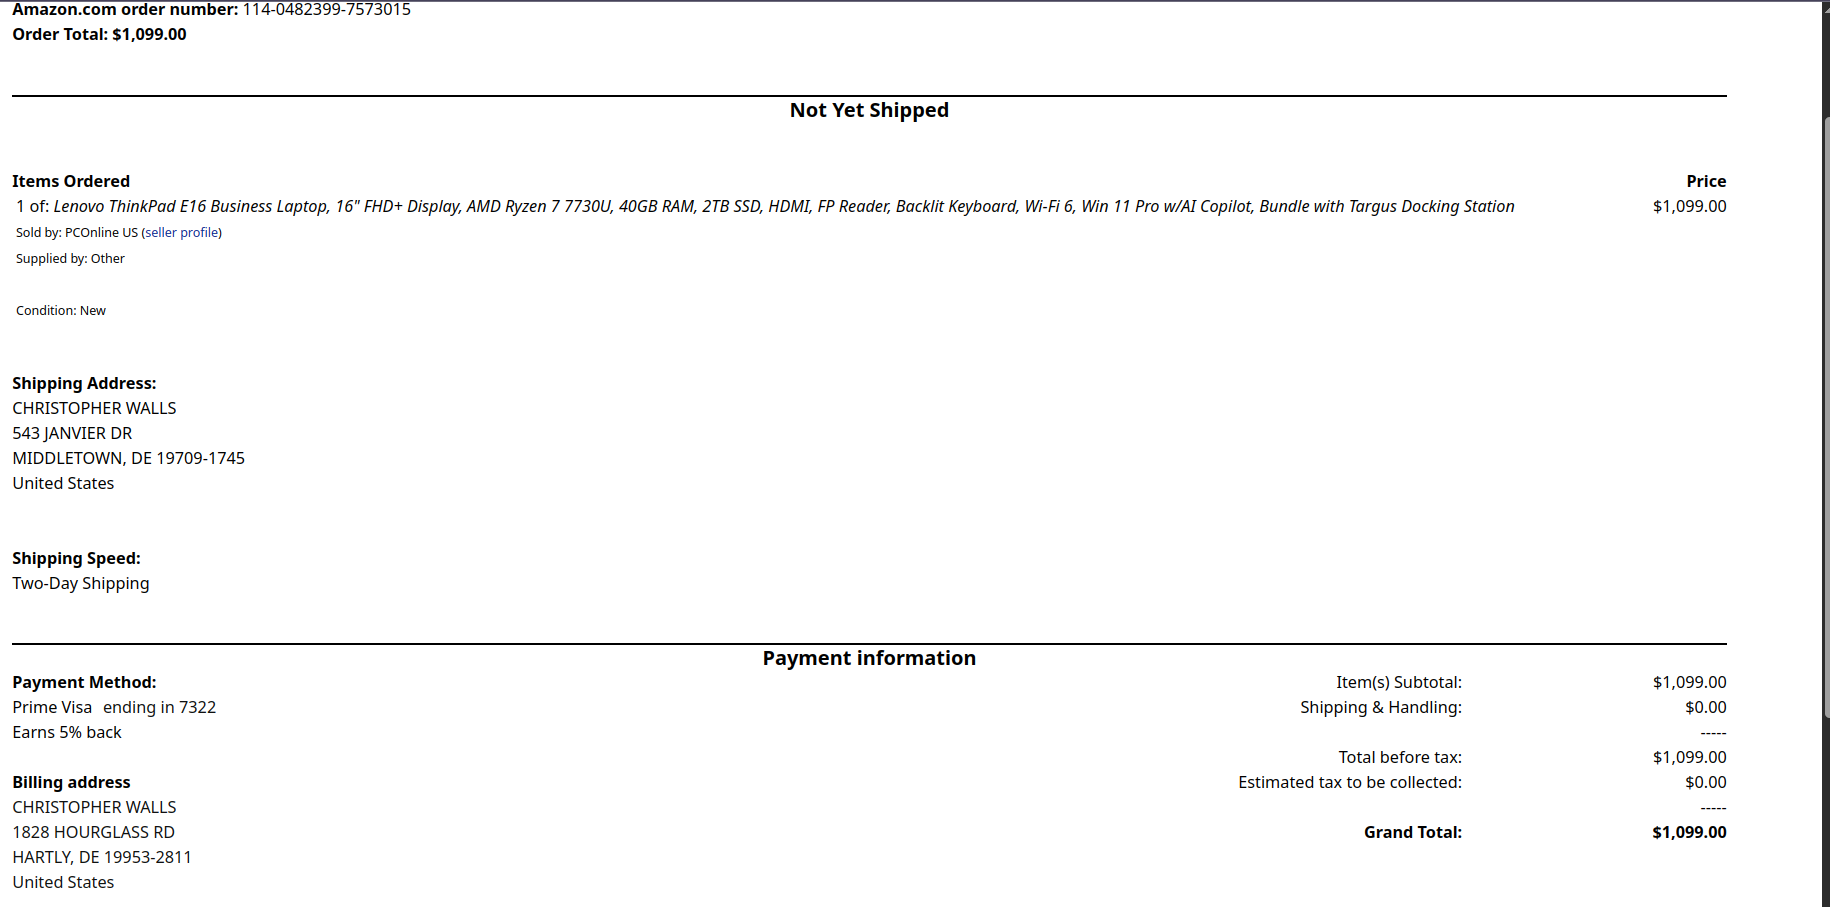 Amazon.com order number: 114-0482399-7573015
Order Total: $1,099.00
Not Yet Shipped
Items Ordered Price
1 of: Lenovo ThinkPad E16 Business Laptop, 16" FHD+ Display, AMD Ryzen 7 7730U, 40GB RAM, 2TB SSD, HDMI, FP Reader, Backlit Keyboard, Wi-Fi 6, Win 11 Pro w/AI Copilot, Bundle with Targus Docking Station $1,099.00
Sold by: PCOnline US (seller profile)
Supplied by: Other
Condition: New
Shipping Address:
CHRISTOPHER WALLS
543 JANVIER DR
MIDDLETOWN, DE 19709-1745
United States
Shipping Speed:
Two-Day Shipping
Payment information
Payment Method:
Prime Visa ending in 7322
Earns 5% back
Billing address
CHRISTOPHER WALLS
1828 HOURGLASS RD
HARTLY, DE 19953-2811
United States
Item(s) Subtotal: $1,099.00
Shipping & Handling: $0.00
-----
Total before tax: $1,099.00
Estimated tax to be collected: $0.00
-----
Grand Total: $1,099.00